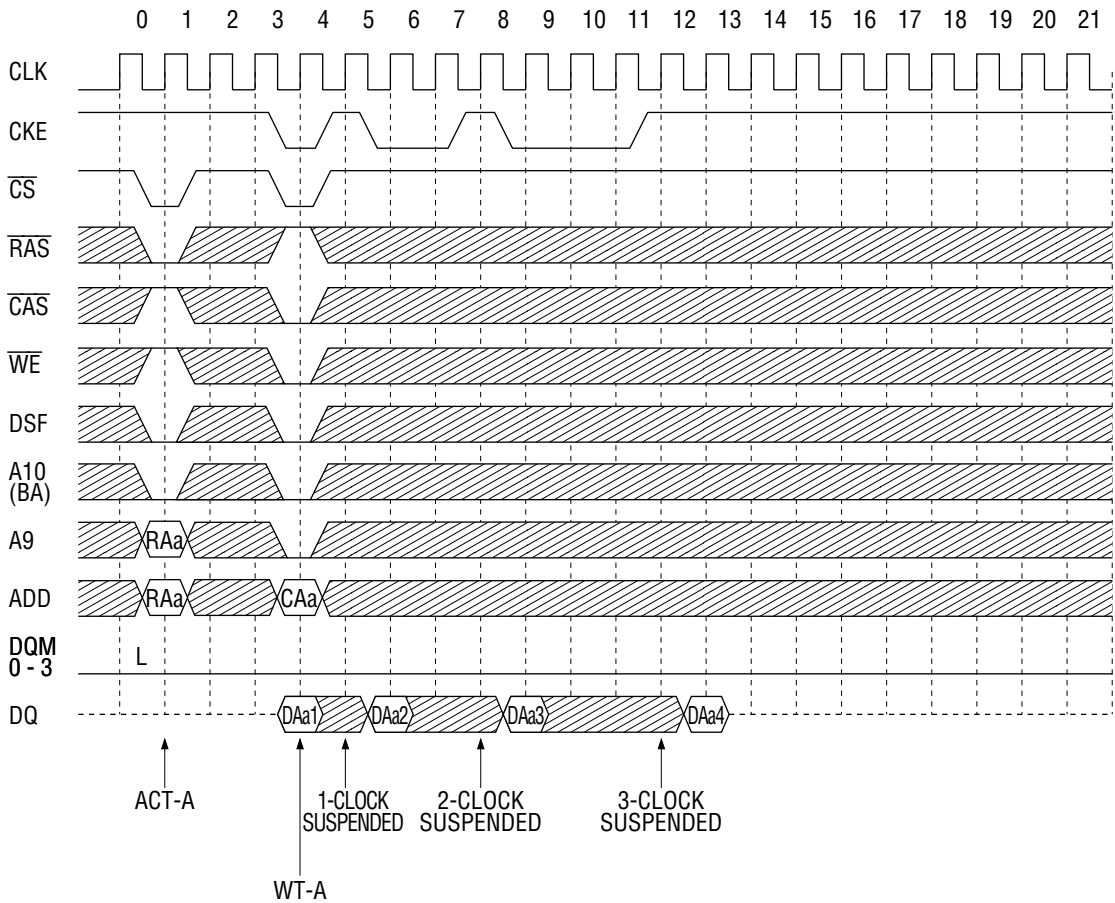 0 1 2 3 4 5 6 7 8 9 10 11 12 13 14 15 16 17 18 19 20 21
CLK
CKE
CS
RAS
CAS
WE
DSF
A10
(BA)
A9 RAa
ADD RAa CAa
DQM
0 - 3 L
DQ DAa1 DAa2 DAa3 DAa4
ACT-A 1-CLOCK 2-CLOCK 3-CLOCK
SUSPENDED SUSPENDED SUSPENDED
WT-A